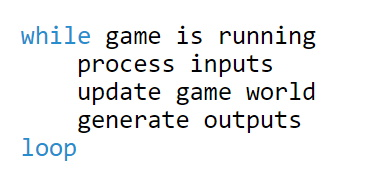 while game is running
    process inputs
    update game world
    generate outputs
loop